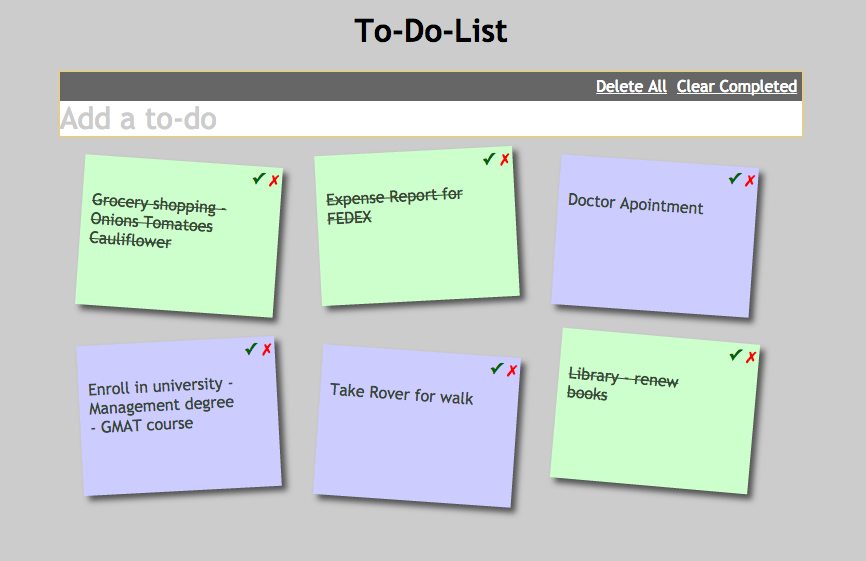 To-Do-List
Delete All Clear Completed
Add a to-do
✔ ✗
Grocery shopping -
Onions Tomatoes
Cauliflower
✔ ✗
Expense Report for
FEDEX
✔ ✗
Doctor Apointment
✔ ✗
Enroll in university -
Management degree
- GMAT course
✔ ✗
Take Rover for walk
✔ ✗
Library - renew
books